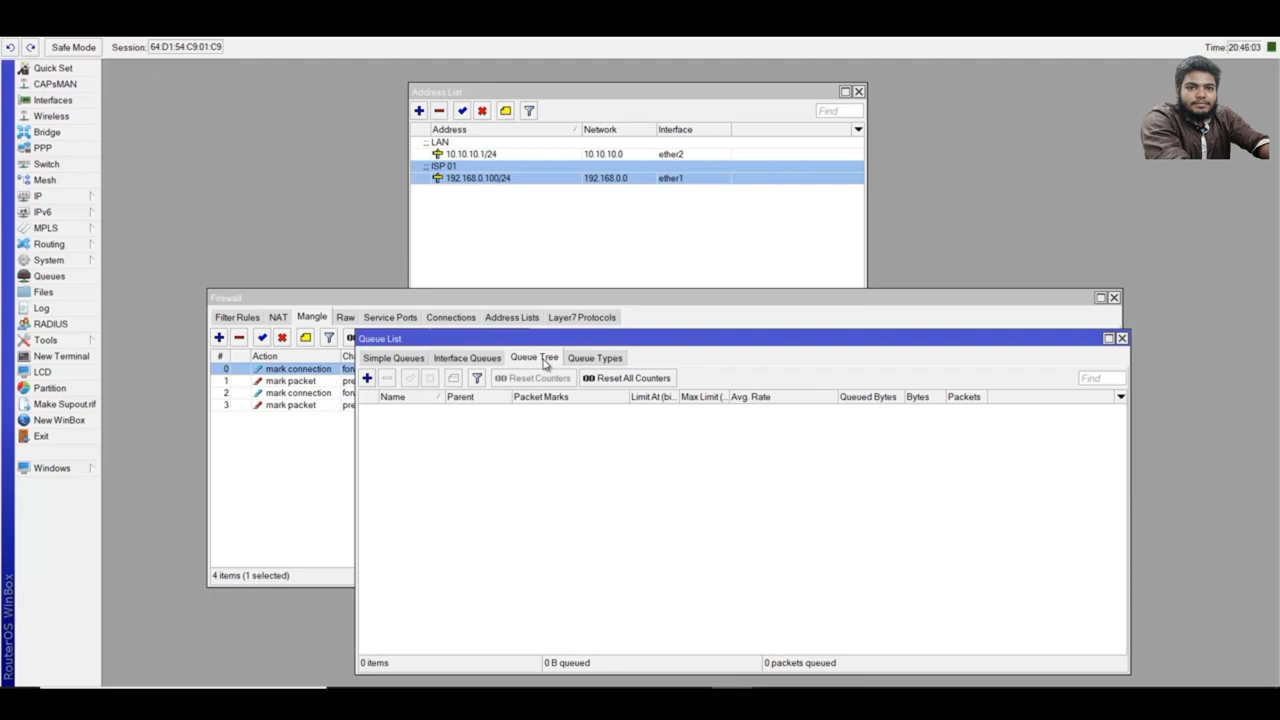 Safe Mode Session: 64:D1:54:C9:01:C9 Time: 20:46:03
Quick Set
CAPsMAN
Interfaces
Wireless
Bridge
PPP
Switch
Mesh
IP
IPv6
MPLS
Routing
System
Queues
Files
Log
RADIUS
Tools
New Terminal
LCD
Partition
Make Supout.rif
New WinBox
Exit
Windows
RouterOS WinBox
Address List
Find
Address Network Interface
::: LAN
10.10.10.1/24 10.10.10.0 ether2
::: ISP 01
192.168.0.100/24 192.168.0.0 ether1
Firewall
Filter Rules NAT Mangle Raw Service Ports Connections Address Lists Layer7 Protocols
# Action
0 mark connection
1 mark packet
2 mark connection
3 mark packet
4 items (1 selected)
Queue List
Simple Queues Interface Queues Queue Tree Queue Types
00 Reset Counters 00 Reset All Counters Find
Name Parent Packet Marks Limit At (bi... Max Limit (... Avg. Rate Queued Bytes Bytes Packets
0 items 0 B queued 0 packets queued